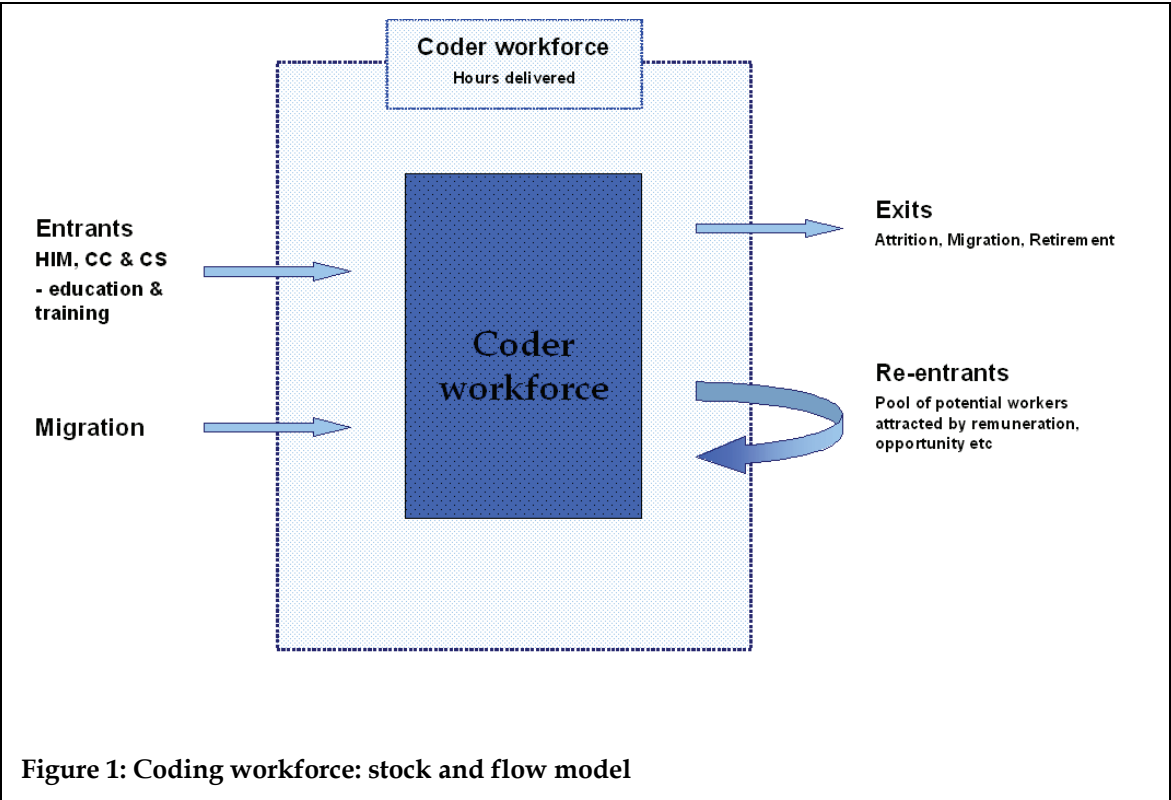 Coder workforce
Hours delivered
Entrants
HIM, CC & CS
- education &
training
Migration
Coder
workforce
Exits
Attrition, Migration, Retirement
Re-entrants
Pool of potential workers
attracted by remuneration,
opportunity etc
Figure 1: Coding workforce: stock and flow model